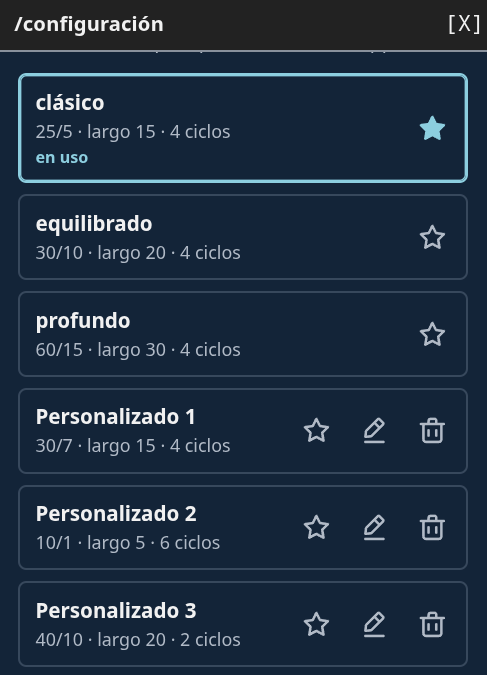 /configuración [X]
clásico
25/5 · largo 15 · 4 ciclos
en uso
equilibrado
30/10 · largo 20 · 4 ciclos
profundo
60/15 · largo 30 · 4 ciclos
Personalizado 1
30/7 · largo 15 · 4 ciclos
Personalizado 2
10/1 · largo 5 · 6 ciclos
Personalizado 3
40/10 · largo 20 · 2 ciclos